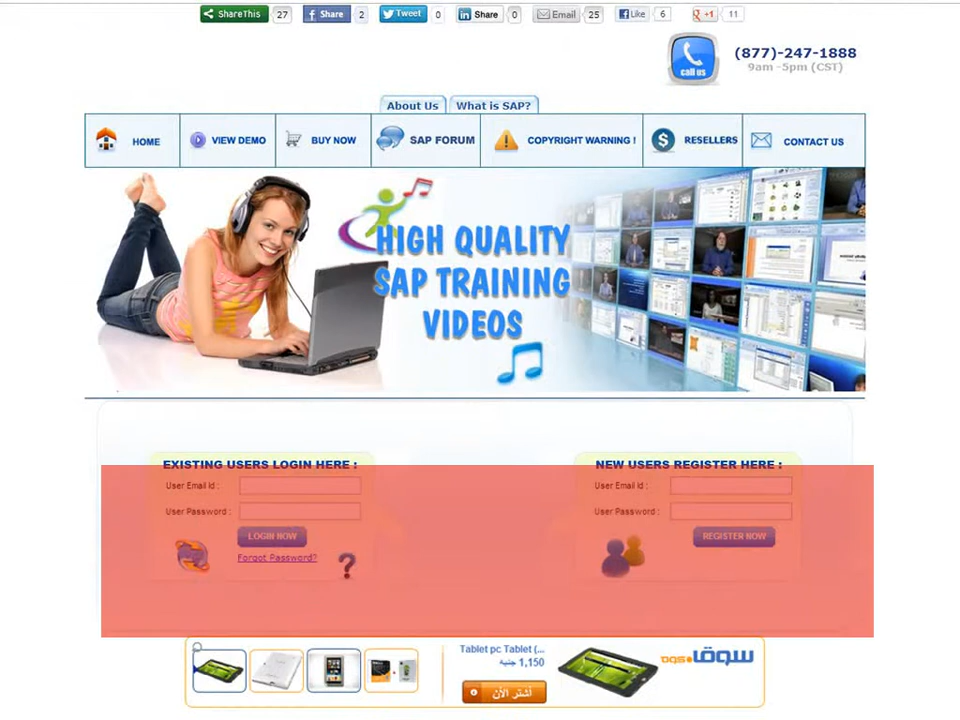 ShareThis 27 Share 2 Tweet 0 Share 0 Email 25 Like 6 +1 11
call us
(877)-247-1888
9am -5pm (CST)
About Us What is SAP?
HOME VIEW DEMO BUY NOW SAP FORUM COPYRIGHT WARNING ! RESELLERS CONTACT US
HIGH QUALITY
SAP TRAINING
VIDEOS
EXISTING USERS LOGIN HERE : NEW USERS REGISTER HERE :
User Email Id : User Email Id :
User Password : User Password :
LOGIN NOW REGISTER NOW
Forgot Password?
Tablet pc Tablet (...
1,150 جنيه
أشتر الأن
سوق.com